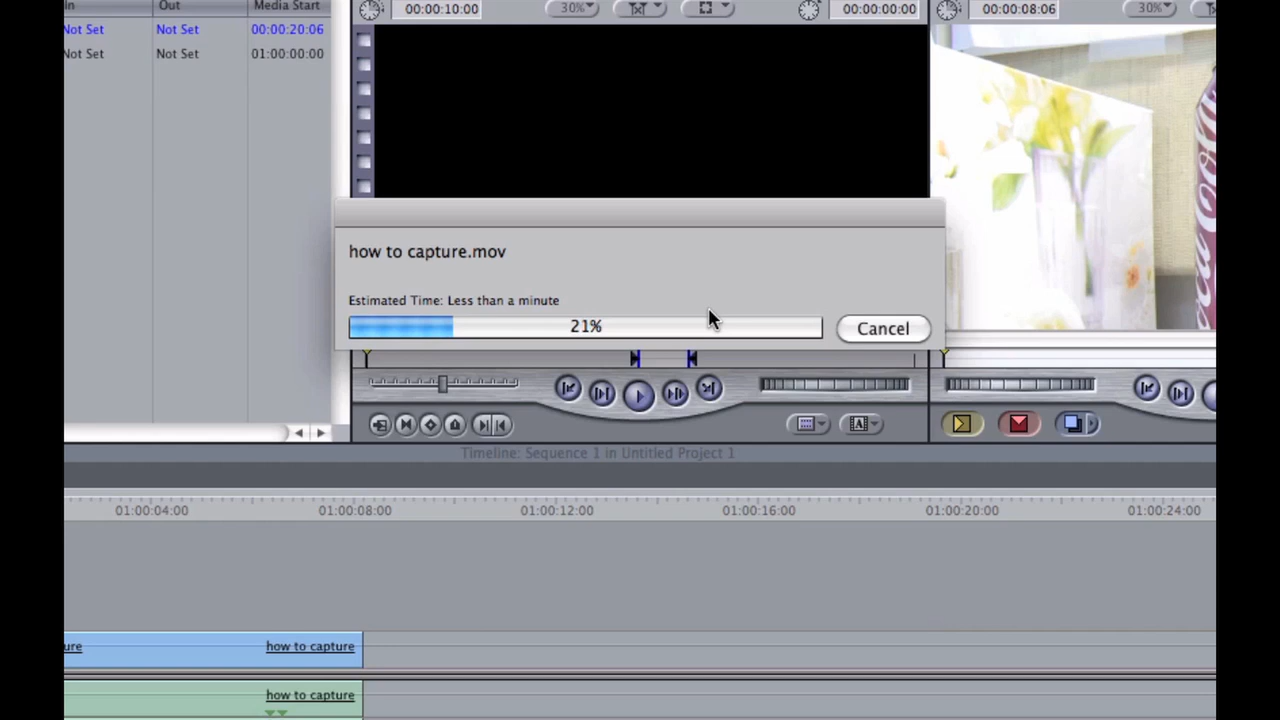 In Out Media Start
00:00:10:00 30% 00:00:00:00 00:00:08:06 30%
Not Set Not Set 00:00:20:06
Not Set Not Set 01:00:00:00
how to capture.mov
Estimated Time: Less than a minute
21%
Cancel
A
Timeline: Sequence 1 in Untitled Project 1
01:00:04:00 01:00:08:00 01:00:12:00 01:00:16:00 01:00:20:00 01:00:24:00
ure how to capture
how to capture